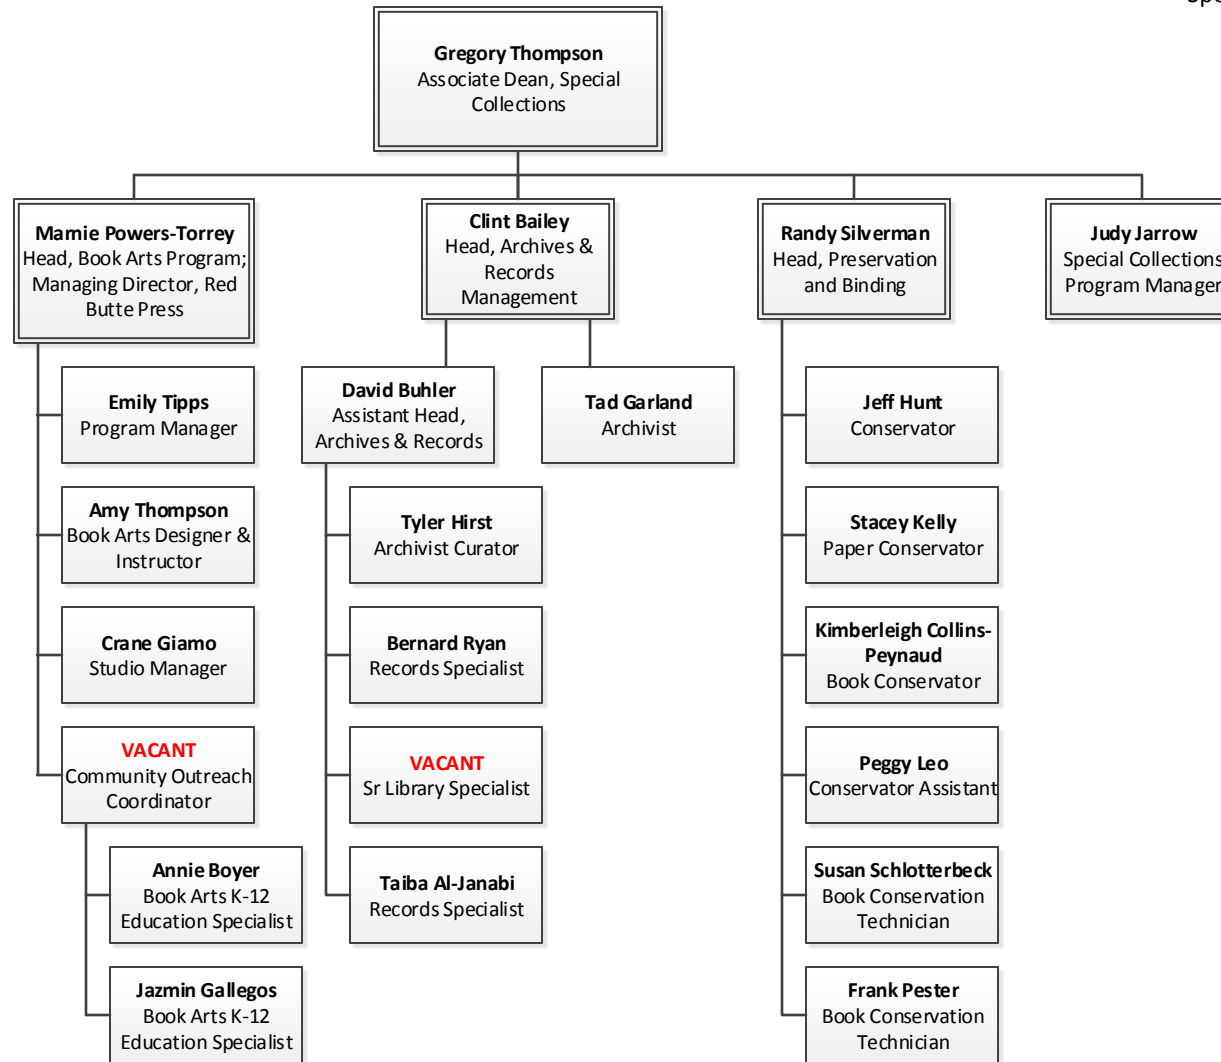 Gregory Thompson
Associate Dean, Special
Collections
Mamie Powers-Torrey
Head, Book Arts Program;
Managing Director, Red
Butte Press
Clint Bailey
Head, Archives &
Records
Management
Randy Silverman
Head, Preservation
and Binding
Judy Jarrow
Special Collections
Program Manager
Emily Tipps
Program Manager
David Buhler
Assistant Head,
Archives & Records
Tad Garland
Archivist
Jeff Hunt
Conservator
Amy Thompson
Book Arts Designer &
Instructor
Tyler Hirst
Archivist Curator
Stacey Kelly
Paper Conservator
Crane Giamo
Studio Manager
Bernard Ryan
Records Specialist
Kimberleigh Collins-
Peynaud
Book Conservator
VACANT
Community Outreach
Coordinator
VACANT
Sr Library Specialist
Peggy Leo
Conservator Assistant
Annie Boyer
Book Arts K-12
Education Specialist
Taiba Al-Janabi
Records Specialist
Susan Schlotterbeck
Book Conservation
Technician
Jazmin Gallegos
Book Arts K-12
Education Specialist
Frank Pester
Book Conservation
Technician